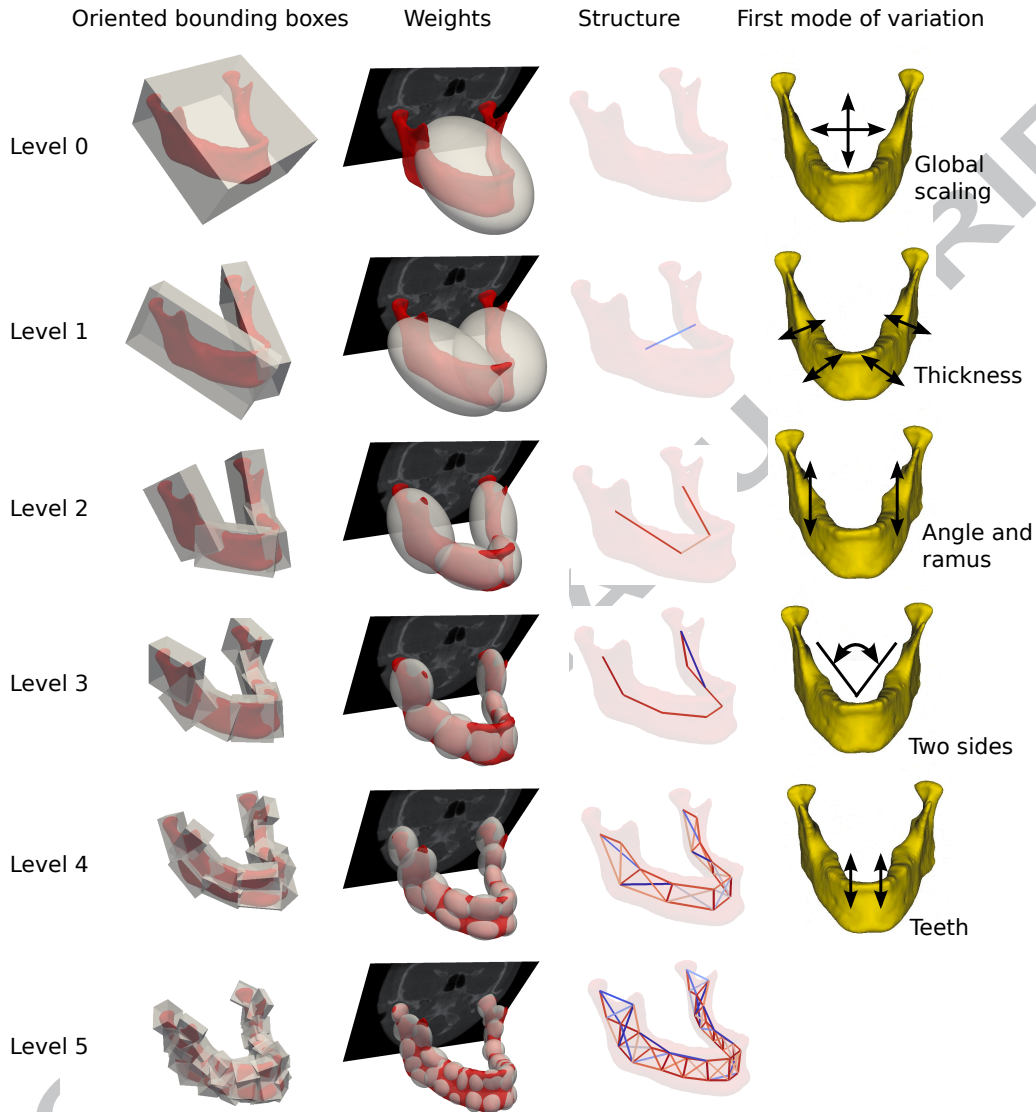 Oriented bounding boxes
Weights
Structure
First mode of variation
Level 0
Global
scaling
Level 1
Thickness
Level 2
Angle and
ramus
Level 3
Two sides
Level 4
Teeth
Level 5